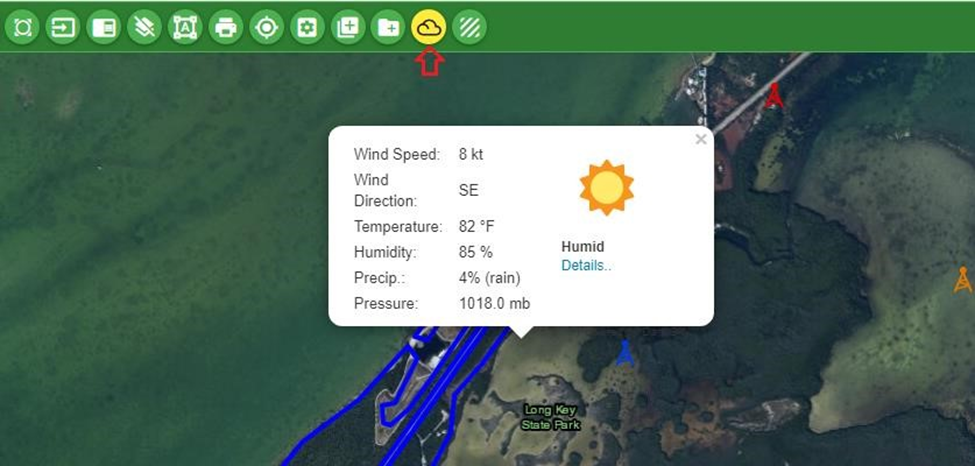 A
Wind Speed: 8 kt
Wind
Direction: SE
Temperature: 82 °F
Humidity: 85 %
Precip.: 4% (rain)
Pressure: 1018.0 mb
Humid
Details..
Long Key
State Park